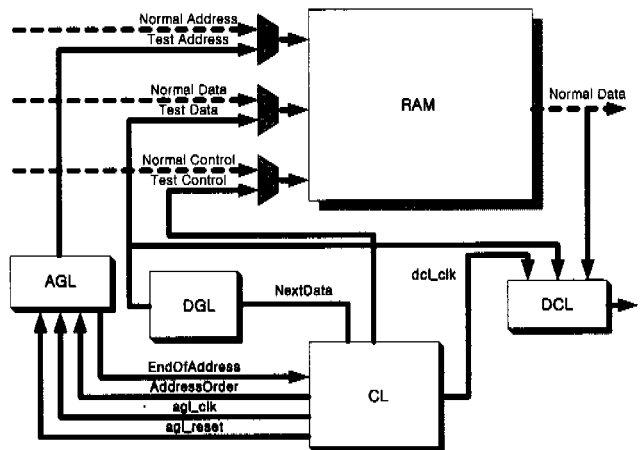 Normal Address
Test Address
Normal Data
Test Data
RAM
Normal Data
Normal Control
Test Control
AGL
DGL
NextData
dcl_clk
DCL
EndOfAddress
AddressOrder
agl_clk
agl_reset
CL